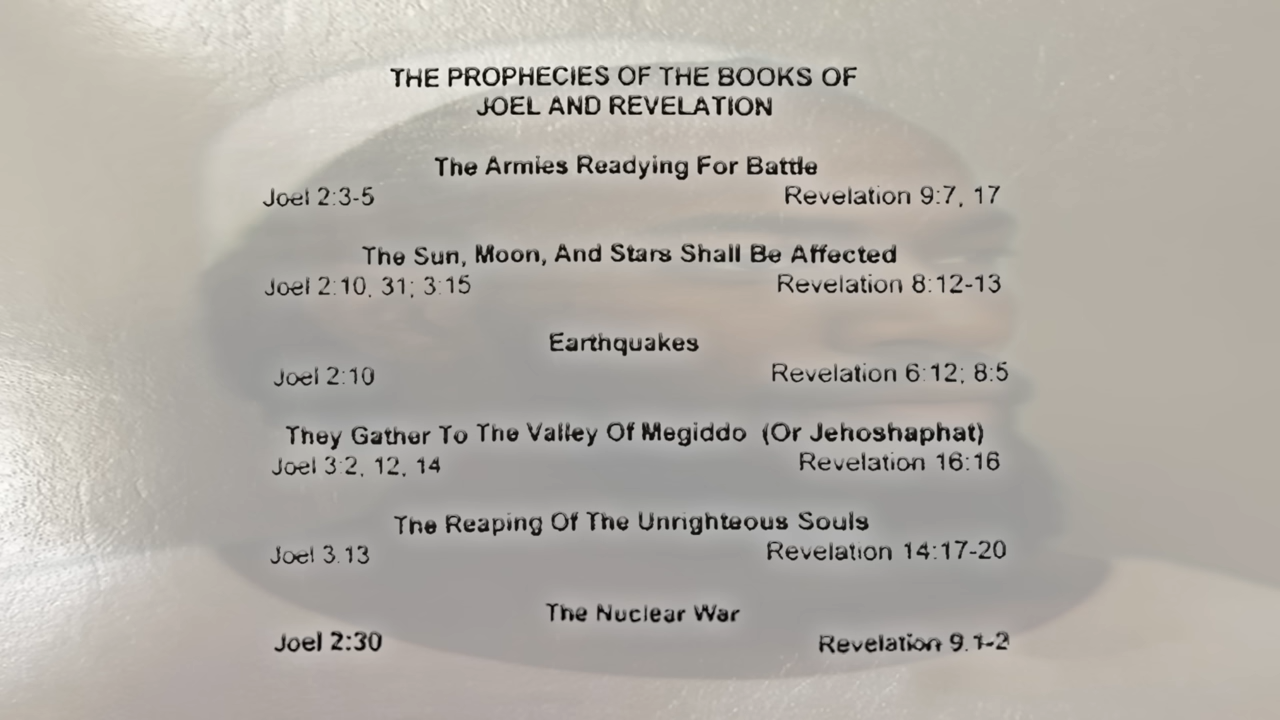 THE PROPHECIES OF THE BOOKS OF
JOEL AND REVELATION
The Armies Readying For Battle
Joel 2:3-5 Revelation 9:7, 17
The Sun, Moon, And Stars Shall Be Affected
Joel 2:10, 31; 3:15 Revelation 8:12-13
Earthquakes
Joel 2:10 Revelation 6:12; 8:5
They Gather To The Valley Of Megiddo (Or Jehoshaphat)
Joel 3:2, 12, 14 Revelation 16:16
The Reaping Of The Unrighteous Souls
Joel 3.13 Revelation 14:17-20
The Nuclear War
Joel 2:30 Revelation 9.1-2